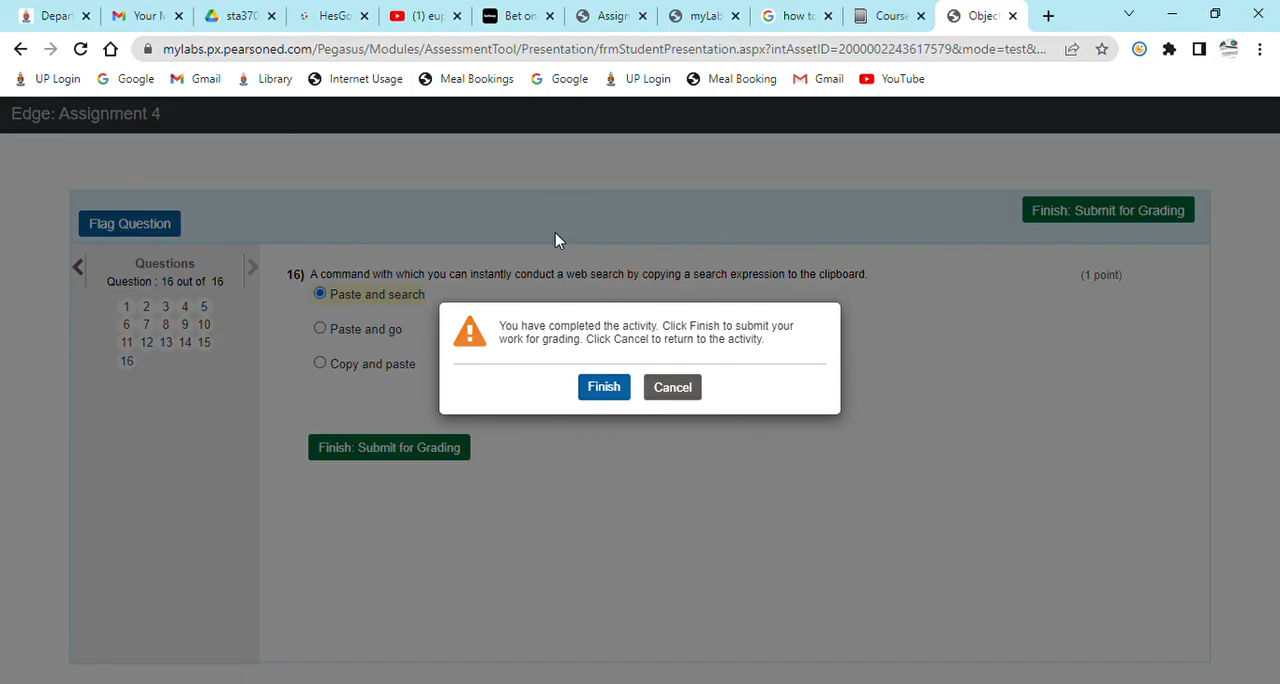 Depar
Your M
sta370
HesGo
(1) eup
Bet on
Assign
myLab
how to
Course
Object
mylabs.px.pearsoned.com/Pegasus/Modules/AssessmentTool/Presentation/frmStudentPresentation.aspx?intAssetID=2000002243617579&mode=test&...
UP Login
Google
Gmail
Library
Internet Usage
Meal Bookings
Google
UP Login
Meal Booking
Gmail
YouTube
Edge: Assignment 4
Flag Question
Finish: Submit for Grading
Questions
Question : 16 out of 16
1 2 3 4 5
6 7 8 9 10
11 12 13 14 15
16
16) A command with which you can instantly conduct a web search by copying a search expression to the clipboard.
(1 point)
Paste and search
Paste and go
Copy and paste
You have completed the activity. Click Finish to submit your
work for grading. Click Cancel to return to the activity.
Finish
Cancel
Finish: Submit for Grading